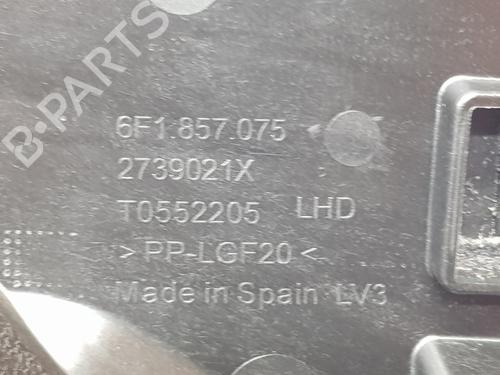 B-PARTS
6F1.857.075
2739021X
T0552205 LHD
>PP-LGF20<
Made in Spain LV3